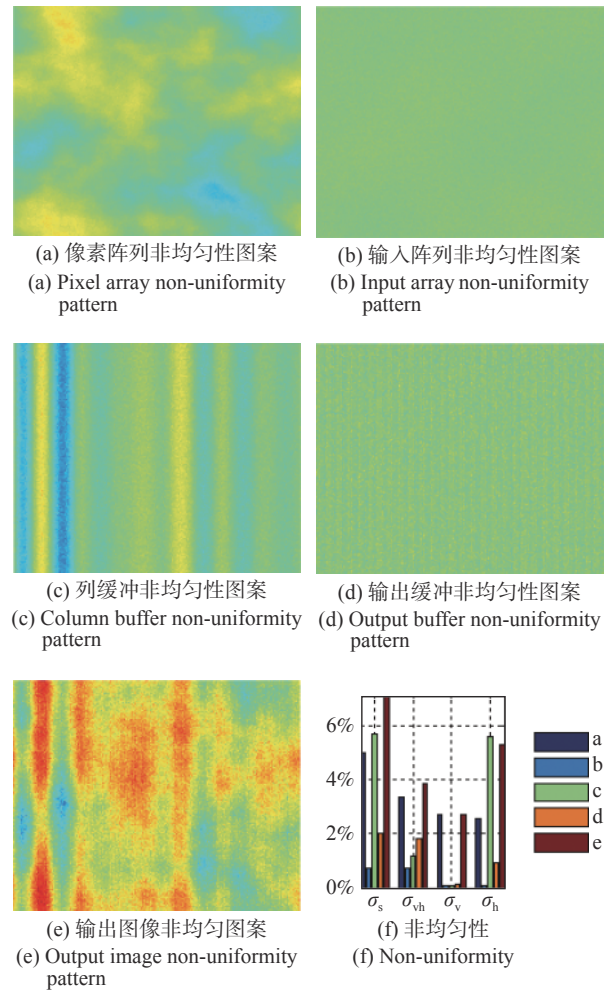 (a) 像素阵列非均匀性图案
(a) Pixel array non-uniformity
pattern
(b) 输入阵列非均匀性图案
(b) Input array non-uniformity
pattern
(c) 列缓冲非均匀性图案
(c) Column buffer non-uniformity
pattern
(d) 输出缓冲非均匀性图案
(d) Output buffer non-uniformity
pattern
(e) 输出图像非均匀图案
(e) Output image non-uniformity
pattern
6%
4%
2%
0%
σs σvh σv σh
a
b
c
d
e
(f) 非均匀性
(f) Non-uniformity